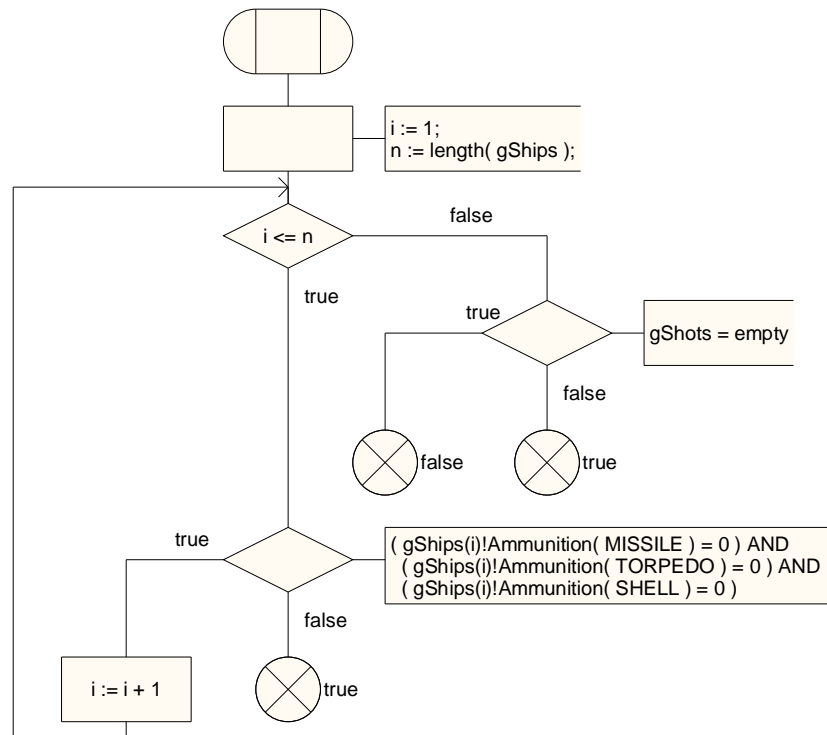 i := 1;
n := length( gShips );
i <= n
false
true
true
gShots = empty
false
false
true
true
( gShips(i)!Ammunition( MISSILE ) = 0 ) AND
( gShips(i)!Ammunition( TORPEDO ) = 0 ) AND
( gShips(i)!Ammunition( SHELL ) = 0 )
false
i := i + 1
true